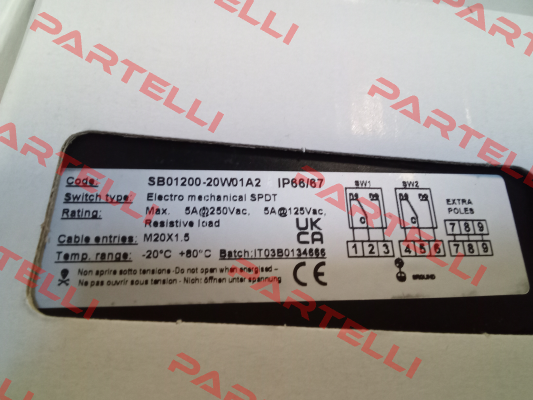 PARTELLI
Code: SB01200-20W01A2 IP66/67
Switch type: Electro mechanical SPDT
Rating: Max. 5A@250Vac. 5A@125Vac.
Resistive load
Cable entries: M20X1.5
Temp. range: -20°C +80°C Batch:IT03B0134666
Non aprire sotto tensione - Do not open when energised -
Ne pas ouvrir sous tension - Nicht offnen unter spannung
UK
CA
CE
SW1 SW2
C C
1 2 3 4 5 6
GROUND
EXTRA
POLES
7 8 9
7 8 9
PARTELLI
PARTELLI
PARTELLI
PARTELLI
PARTELLI